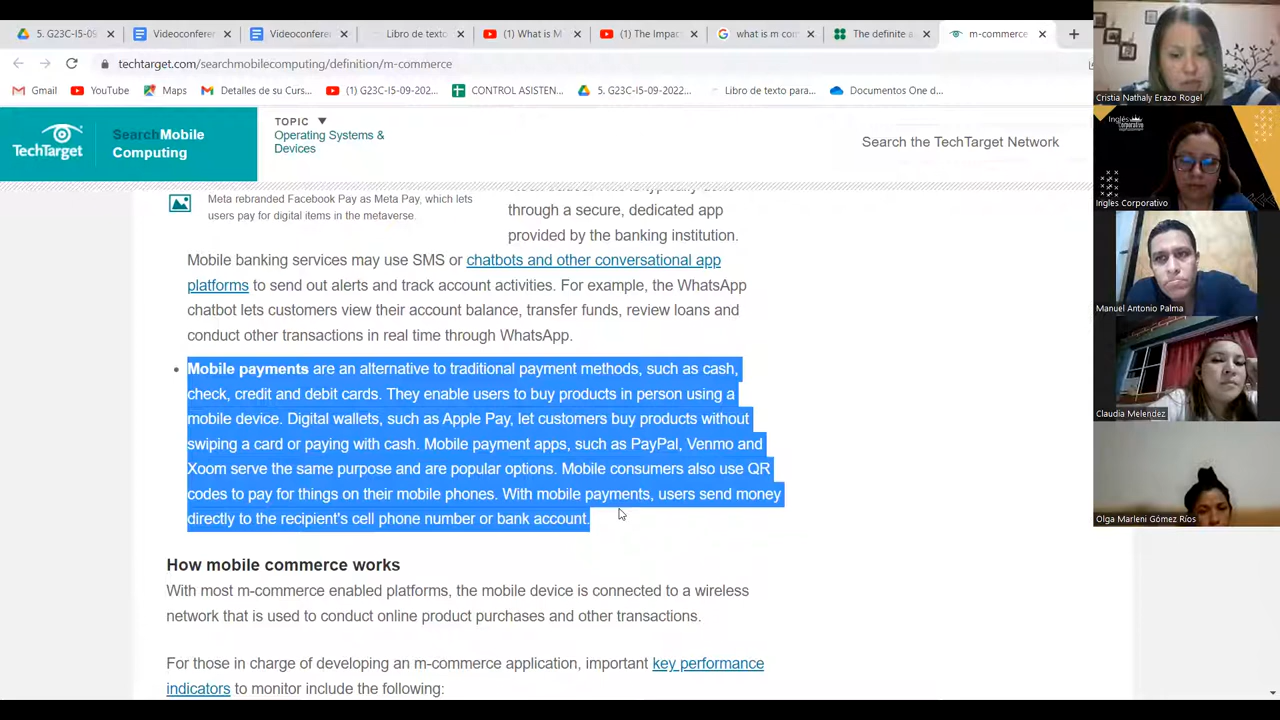 5. G23C-I5-09
Videoconferen
Videoconferen
Libro de texto
(1) What is M
(1) The Impac
what is m com
The definite a
m-commerce
techtarget.com/searchmobilecomputing/definition/m-commerce
Gmail
YouTube
Maps
Detalles de su Curs...
(1) G23C-I5-09-202...
CONTROL ASISTEN...
5. G23C-I5-09-2022...
Libro de texto para...
Documentos One d...
TechTarget
SearchMobile
Computing
TOPIC
Operating Systems &
Devices
Search the TechTarget Network
Meta rebranded Facebook Pay as Meta Pay, which lets
users pay for digital items in the metaverse.
through a secure, dedicated app
provided by the banking institution.
Mobile banking services may use SMS or chatbots and other conversational app
platforms to send out alerts and track account activities. For example, the WhatsApp
chatbot lets customers view their account balance, transfer funds, review loans and
conduct other transactions in real time through WhatsApp.
Mobile payments are an alternative to traditional payment methods, such as cash,
check, credit and debit cards. They enable users to buy products in person using a
mobile device. Digital wallets, such as Apple Pay, let customers buy products without
swiping a card or paying with cash. Mobile payment apps, such as PayPal, Venmo and
Xoom serve the same purpose and are popular options. Mobile consumers also use QR
codes to pay for things on their mobile phones. With mobile payments, users send money
directly to the recipient's cell phone number or bank account.
How mobile commerce works
With most m-commerce enabled platforms, the mobile device is connected to a wireless
network that is used to conduct online product purchases and other transactions.
For those in charge of developing an m-commerce application, important key performance
indicators to monitor include the following:
Cristia Nathaly Erazo Rogel
Inglés
Corporativo
Ingles Corporativo
Manuel Antonio Palma
Claudia Melendez
Olga Marleni Gómez Ríos